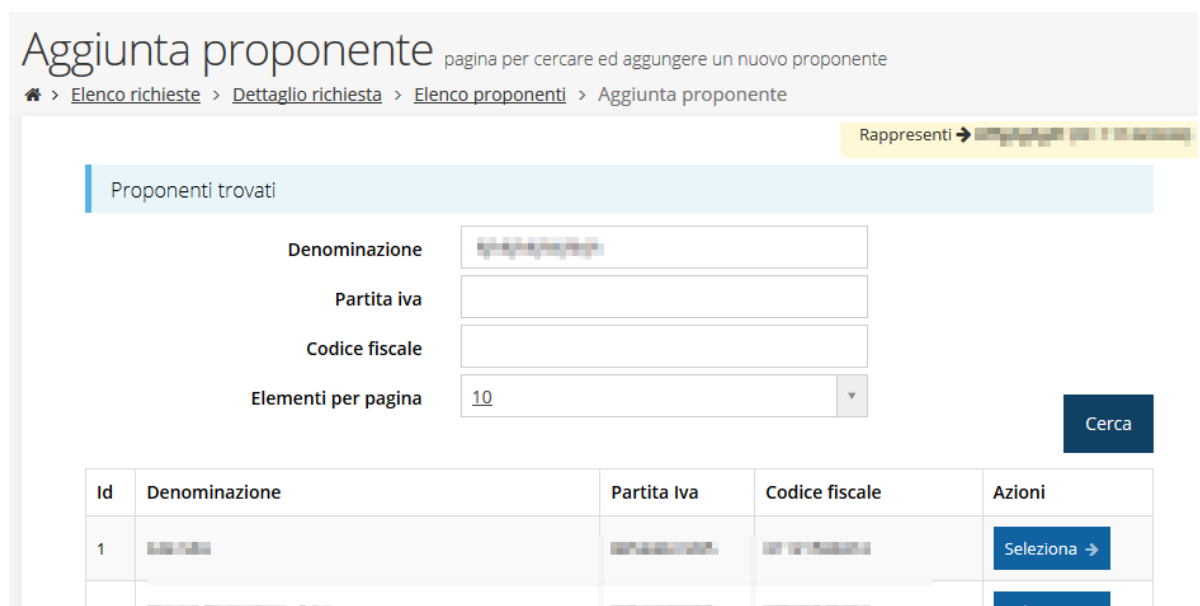 Aggiunta proponente pagina per cercare ed aggungere un nuovo proponente
> Elenco richieste > Dettaglio richiesta > Elenco proponenti > Aggiunta proponente
Rappresenti →
Proponenti trovati
Denominazione
Partita iva
Codice fiscale
Elementi per pagina 10
Cerca
Id Denominazione Partita Iva Codice fiscale Azioni
1 Seleziona →